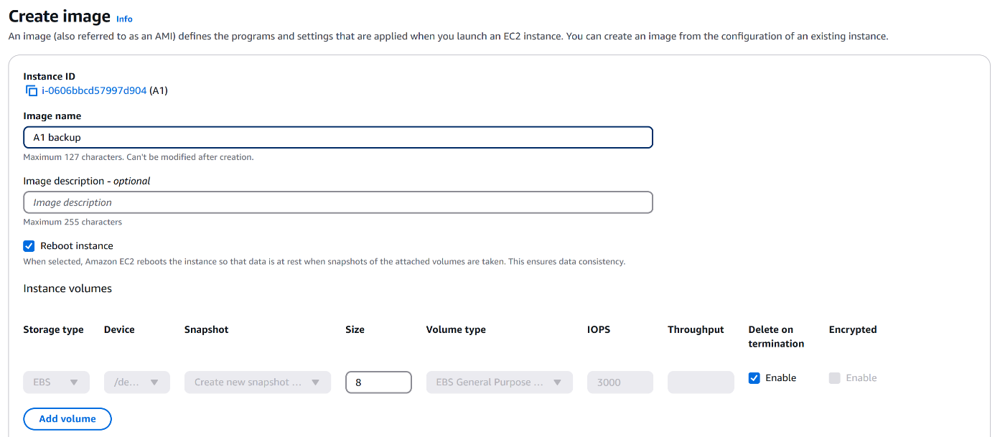 Create image Info
An image (also referred to as an AMI) defines the programs and settings that are applied when you launch an EC2 instance. You can create an image from the configuration of an existing instance.
Instance ID
i-0606bbcd57997d904 (A1)
Image name
A1 backup
Maximum 127 characters. Can't be modified after creation.
Image description - optional
Image description
Maximum 255 characters
Reboot instance
When selected, Amazon EC2 reboots the instance so that data is at rest when snapshots of the attached volumes are taken. This ensures data consistency.
Instance volumes
Storage type Device Snapshot Size Volume type IOPS Throughput Delete on termination Encrypted
EBS /de... Create new snapshot ... 8 EBS General Purpose ... 3000 Enable Enable
Add volume